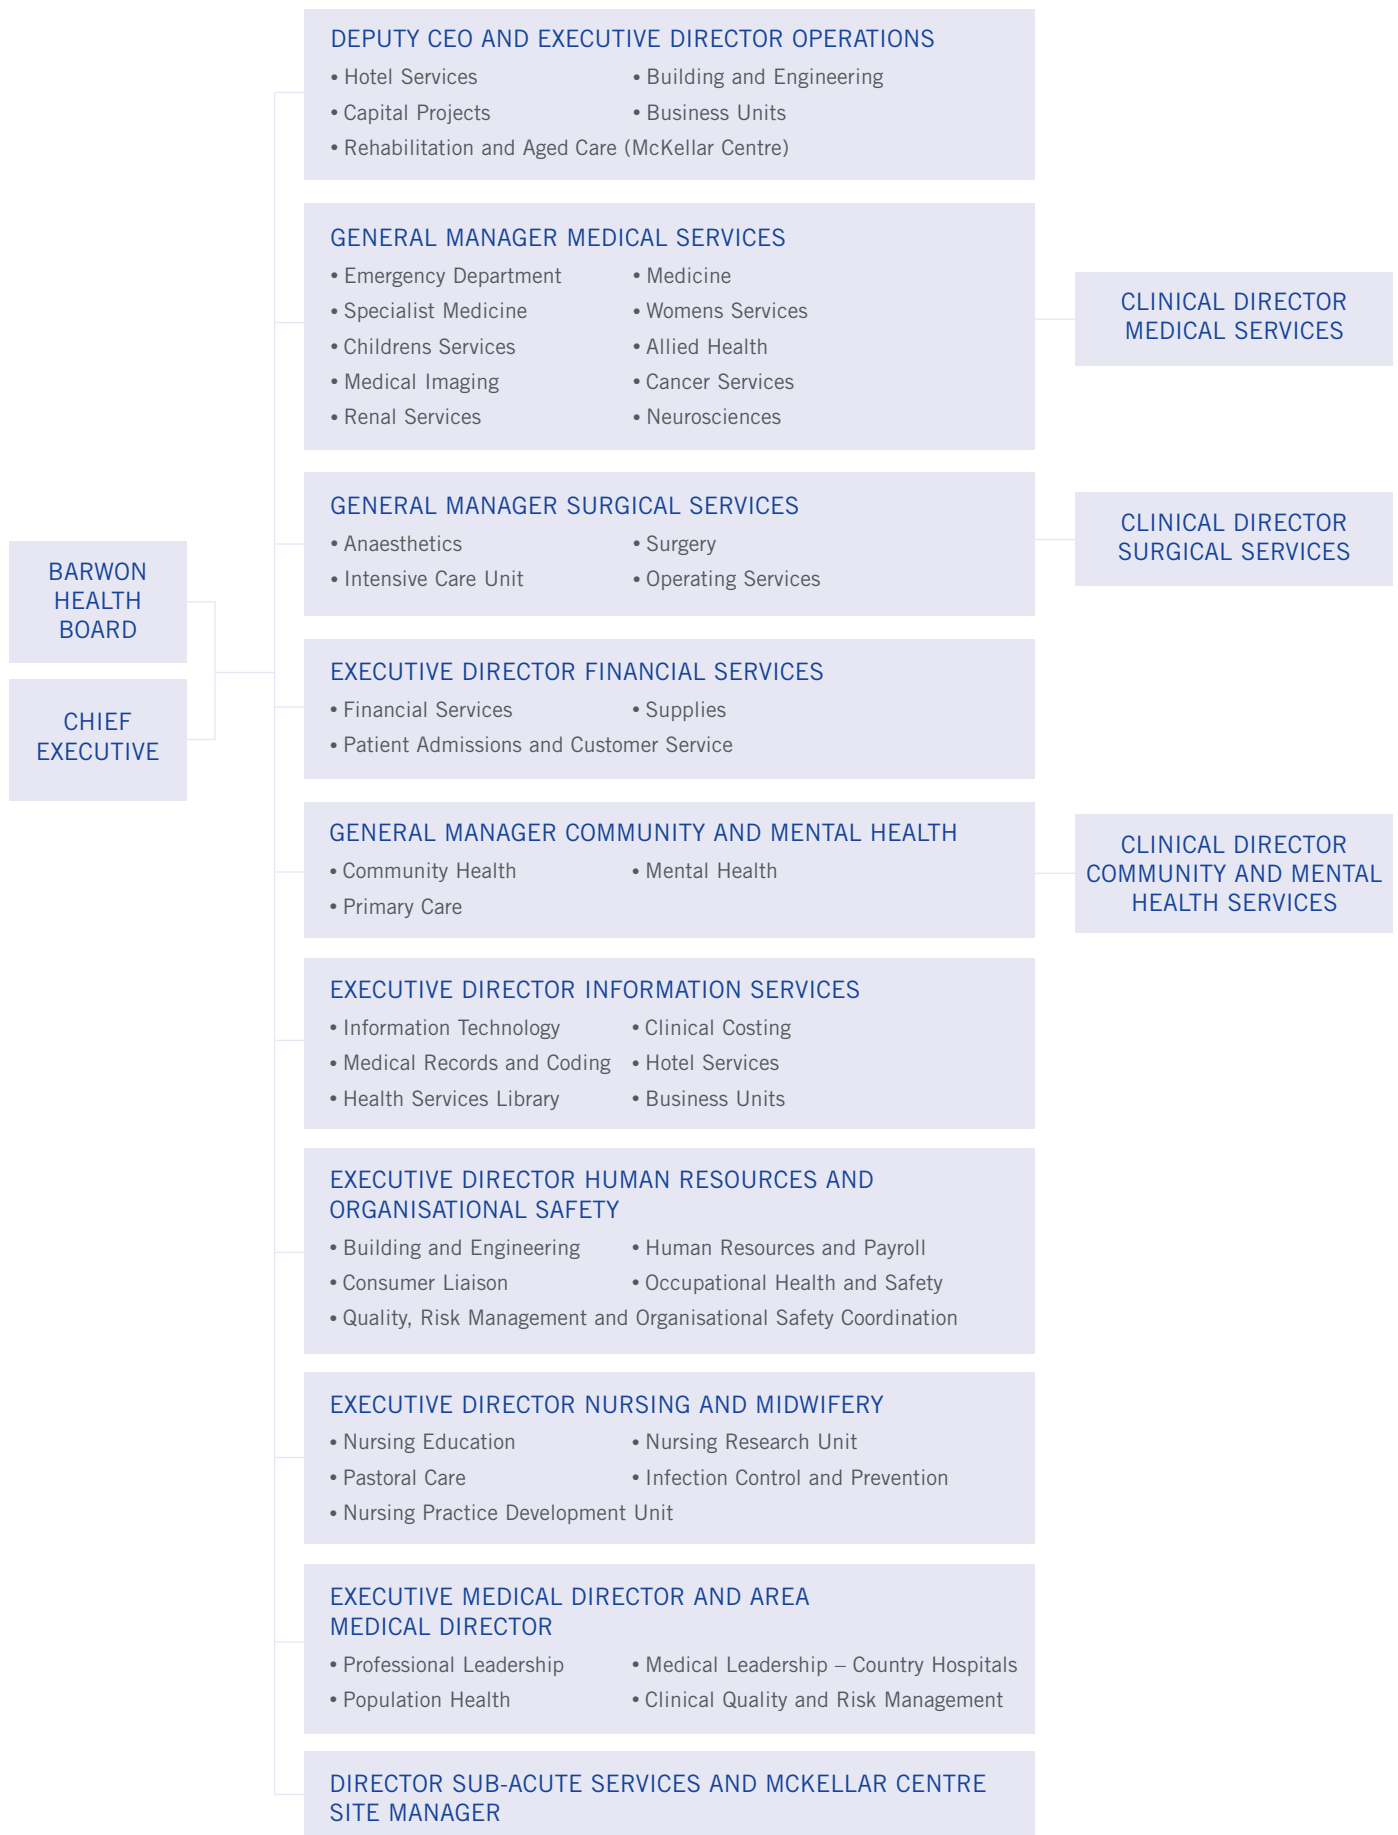 BARWON
HEALTH
BOARD
CHIEF
EXECUTIVE
DEPUTY CEO AND EXECUTIVE DIRECTOR OPERATIONS
• Hotel Services • Building and Engineering
• Capital Projects • Business Units
• Rehabilitation and Aged Care (McKellar Centre)
GENERAL MANAGER MEDICAL SERVICES
• Emergency Department • Medicine
• Specialist Medicine • Womens Services
• Childrens Services • Allied Health
• Medical Imaging • Cancer Services
• Renal Services • Neurosciences
CLINICAL DIRECTOR
MEDICAL SERVICES
GENERAL MANAGER SURGICAL SERVICES
• Anaesthetics • Surgery
• Intensive Care Unit • Operating Services
CLINICAL DIRECTOR
SURGICAL SERVICES
EXECUTIVE DIRECTOR FINANCIAL SERVICES
• Financial Services • Supplies
• Patient Admissions and Customer Service
GENERAL MANAGER COMMUNITY AND MENTAL HEALTH
• Community Health • Mental Health
• Primary Care
CLINICAL DIRECTOR
COMMUNITY AND MENTAL
HEALTH SERVICES
EXECUTIVE DIRECTOR INFORMATION SERVICES
• Information Technology • Clinical Costing
• Medical Records and Coding • Hotel Services
• Health Services Library • Business Units
EXECUTIVE DIRECTOR HUMAN RESOURCES AND
ORGANISATIONAL SAFETY
• Building and Engineering • Human Resources and Payroll
• Consumer Liaison • Occupational Health and Safety
• Quality, Risk Management and Organisational Safety Coordination
EXECUTIVE DIRECTOR NURSING AND MIDWIFERY
• Nursing Education • Nursing Research Unit
• Pastoral Care • Infection Control and Prevention
• Nursing Practice Development Unit
EXECUTIVE MEDICAL DIRECTOR AND AREA
MEDICAL DIRECTOR
• Professional Leadership • Medical Leadership – Country Hospitals
• Population Health • Clinical Quality and Risk Management
DIRECTOR SUB-ACUTE SERVICES AND MCKELLAR CENTRE
SITE MANAGER